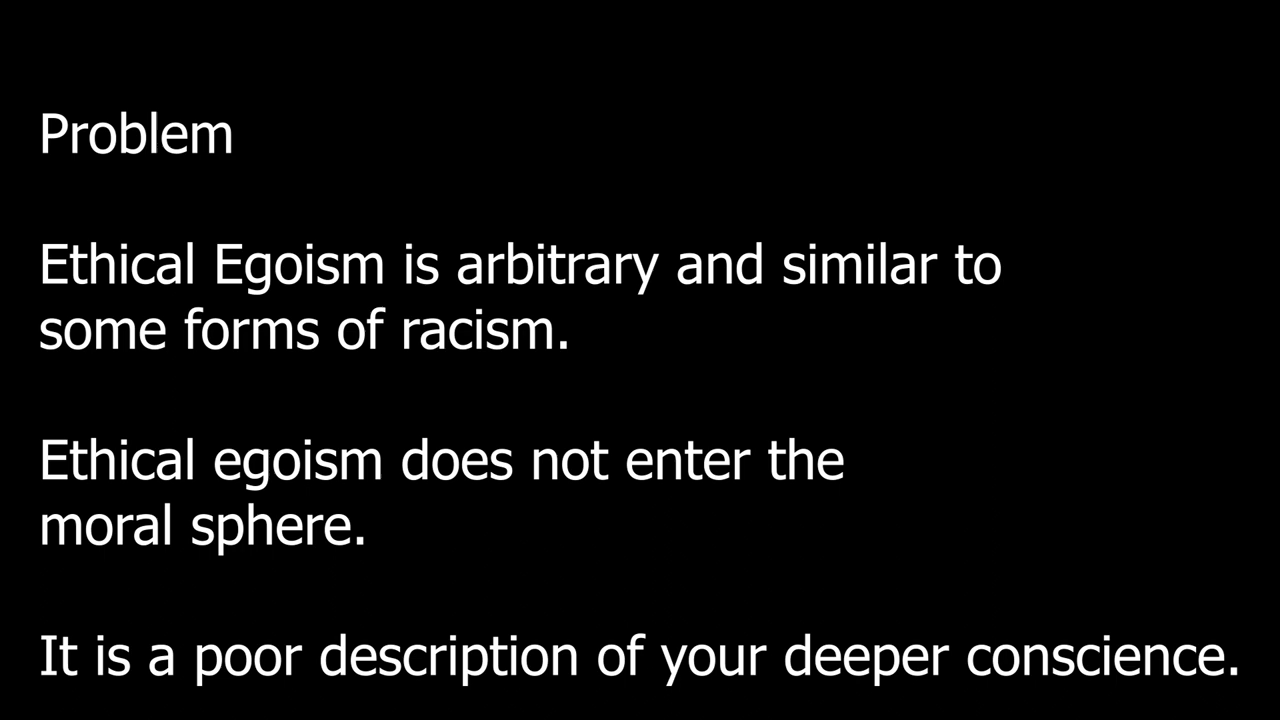 Problem
Ethical Egoism is arbitrary and similar to
some forms of racism.
Ethical egoism does not enter the
moral sphere.
It is a poor description of your deeper conscience.